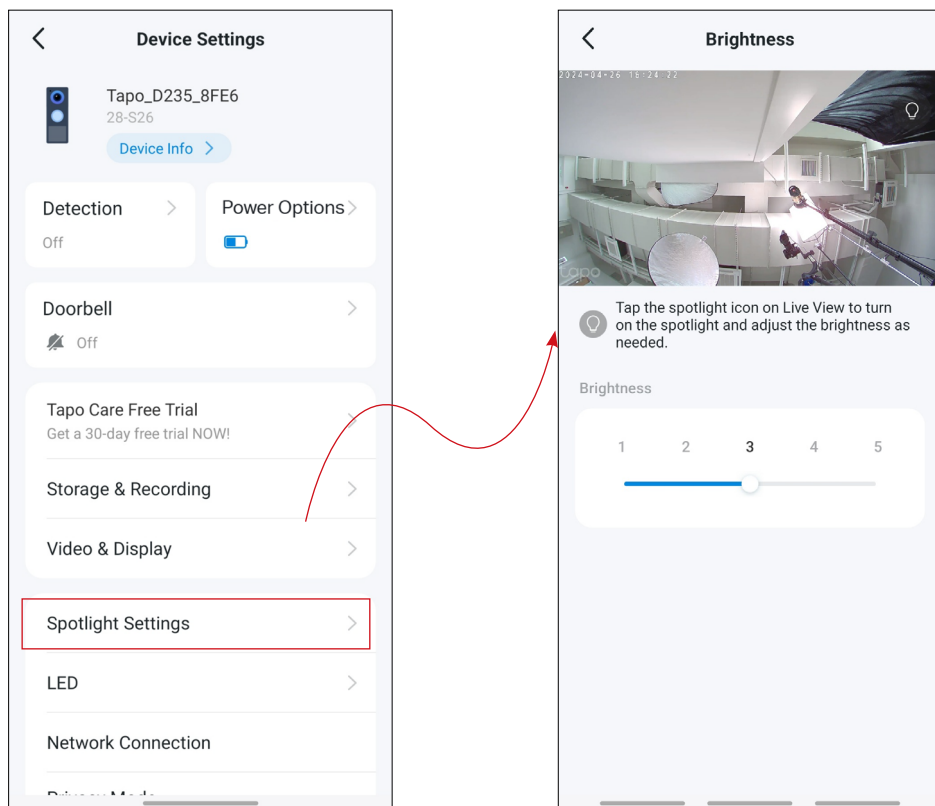 Device Settings
Tapo_D235_8FE6
28-S26
Device Info
Detection
Off
Power Options
Doorbell
Off
Tapo Care Free Trial
Get a 30-day free trial NOW!
Storage & Recording
Video & Display
Spotlight Settings
LED
Network Connection
Privacy Mode
Brightness
2024-04-26 16:24:22
tapo
Tap the spotlight icon on Live View to turn
on the spotlight and adjust the brightness as
needed.
Brightness
1 2 3 4 5